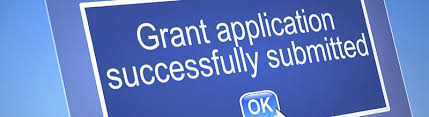 Grant application
successfully submitted
OK